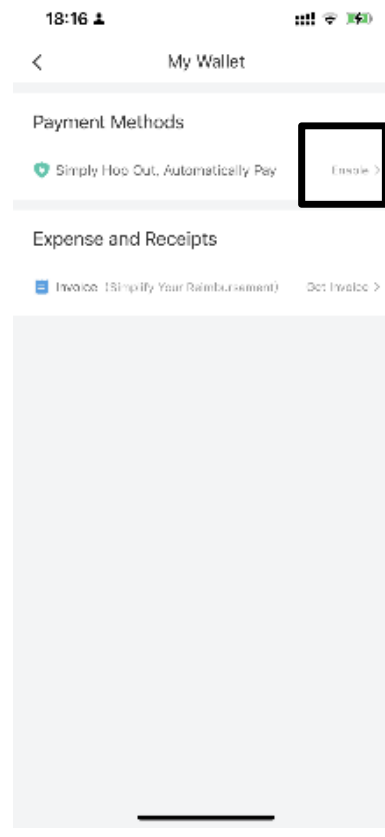 18:16
My Wallet
Payment Methods
Simply Hop Out, Automatically Pay
Enable >
Expense and Receipts
Invoice (Simplify Your Reimbursement)
Get Invoice >